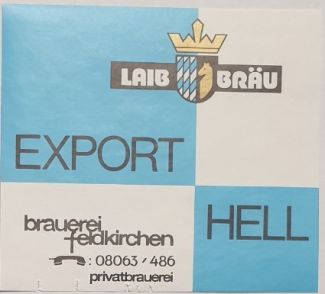 LAIB BRÄU
EXPORT
HELL
brauerei
feldkirchen
: 08063 / 486
privatbrauerei